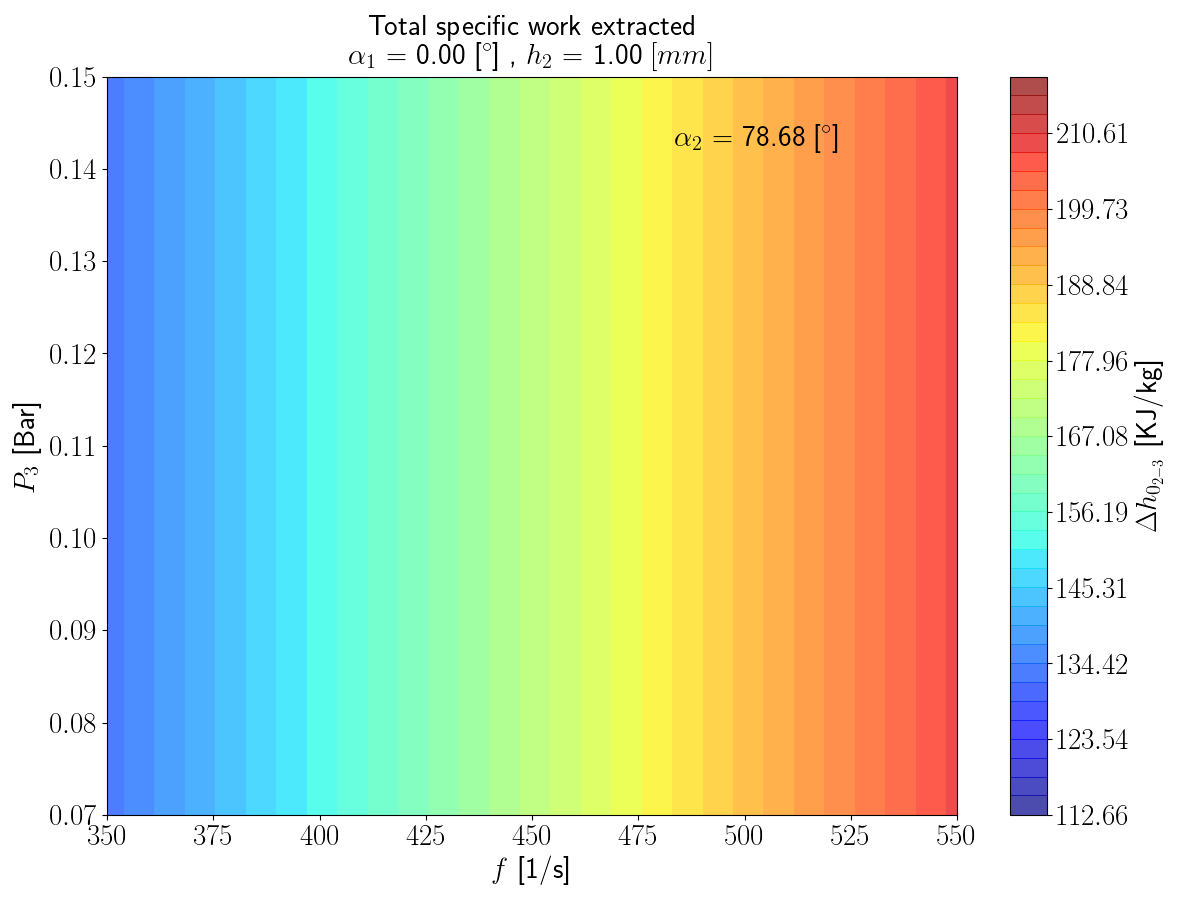 Total specific work extracted
α₁ = 0.00 [°] , h₂ = 1.00 [mm]
α₂ = 78.68 [°]
P₃ [Bar]
0.15
0.14
0.13
0.12
0.11
0.10
0.09
0.08
0.07
350 375 400 425 450 475 500 525 550
f [1/s]
210.61
199.73
188.84
177.96
167.08
156.19
145.31
134.42
123.54
112.66
Δh₀₂₋₃ [KJ/kg]